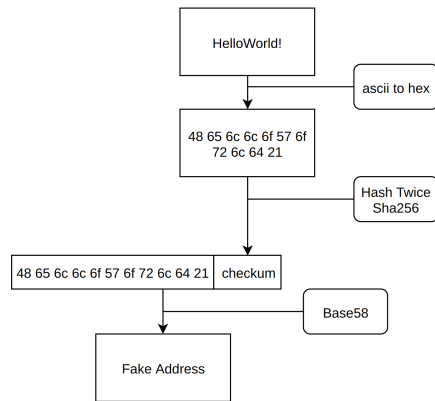 HelloWorld!
ascii to hex
48 65 6c 6c 6f 57 6f
72 6c 64 21
Hash Twice
Sha256
48 65 6c 6c 6f 57 6f 72 6c 64 21
checkum
Base58
Fake Address